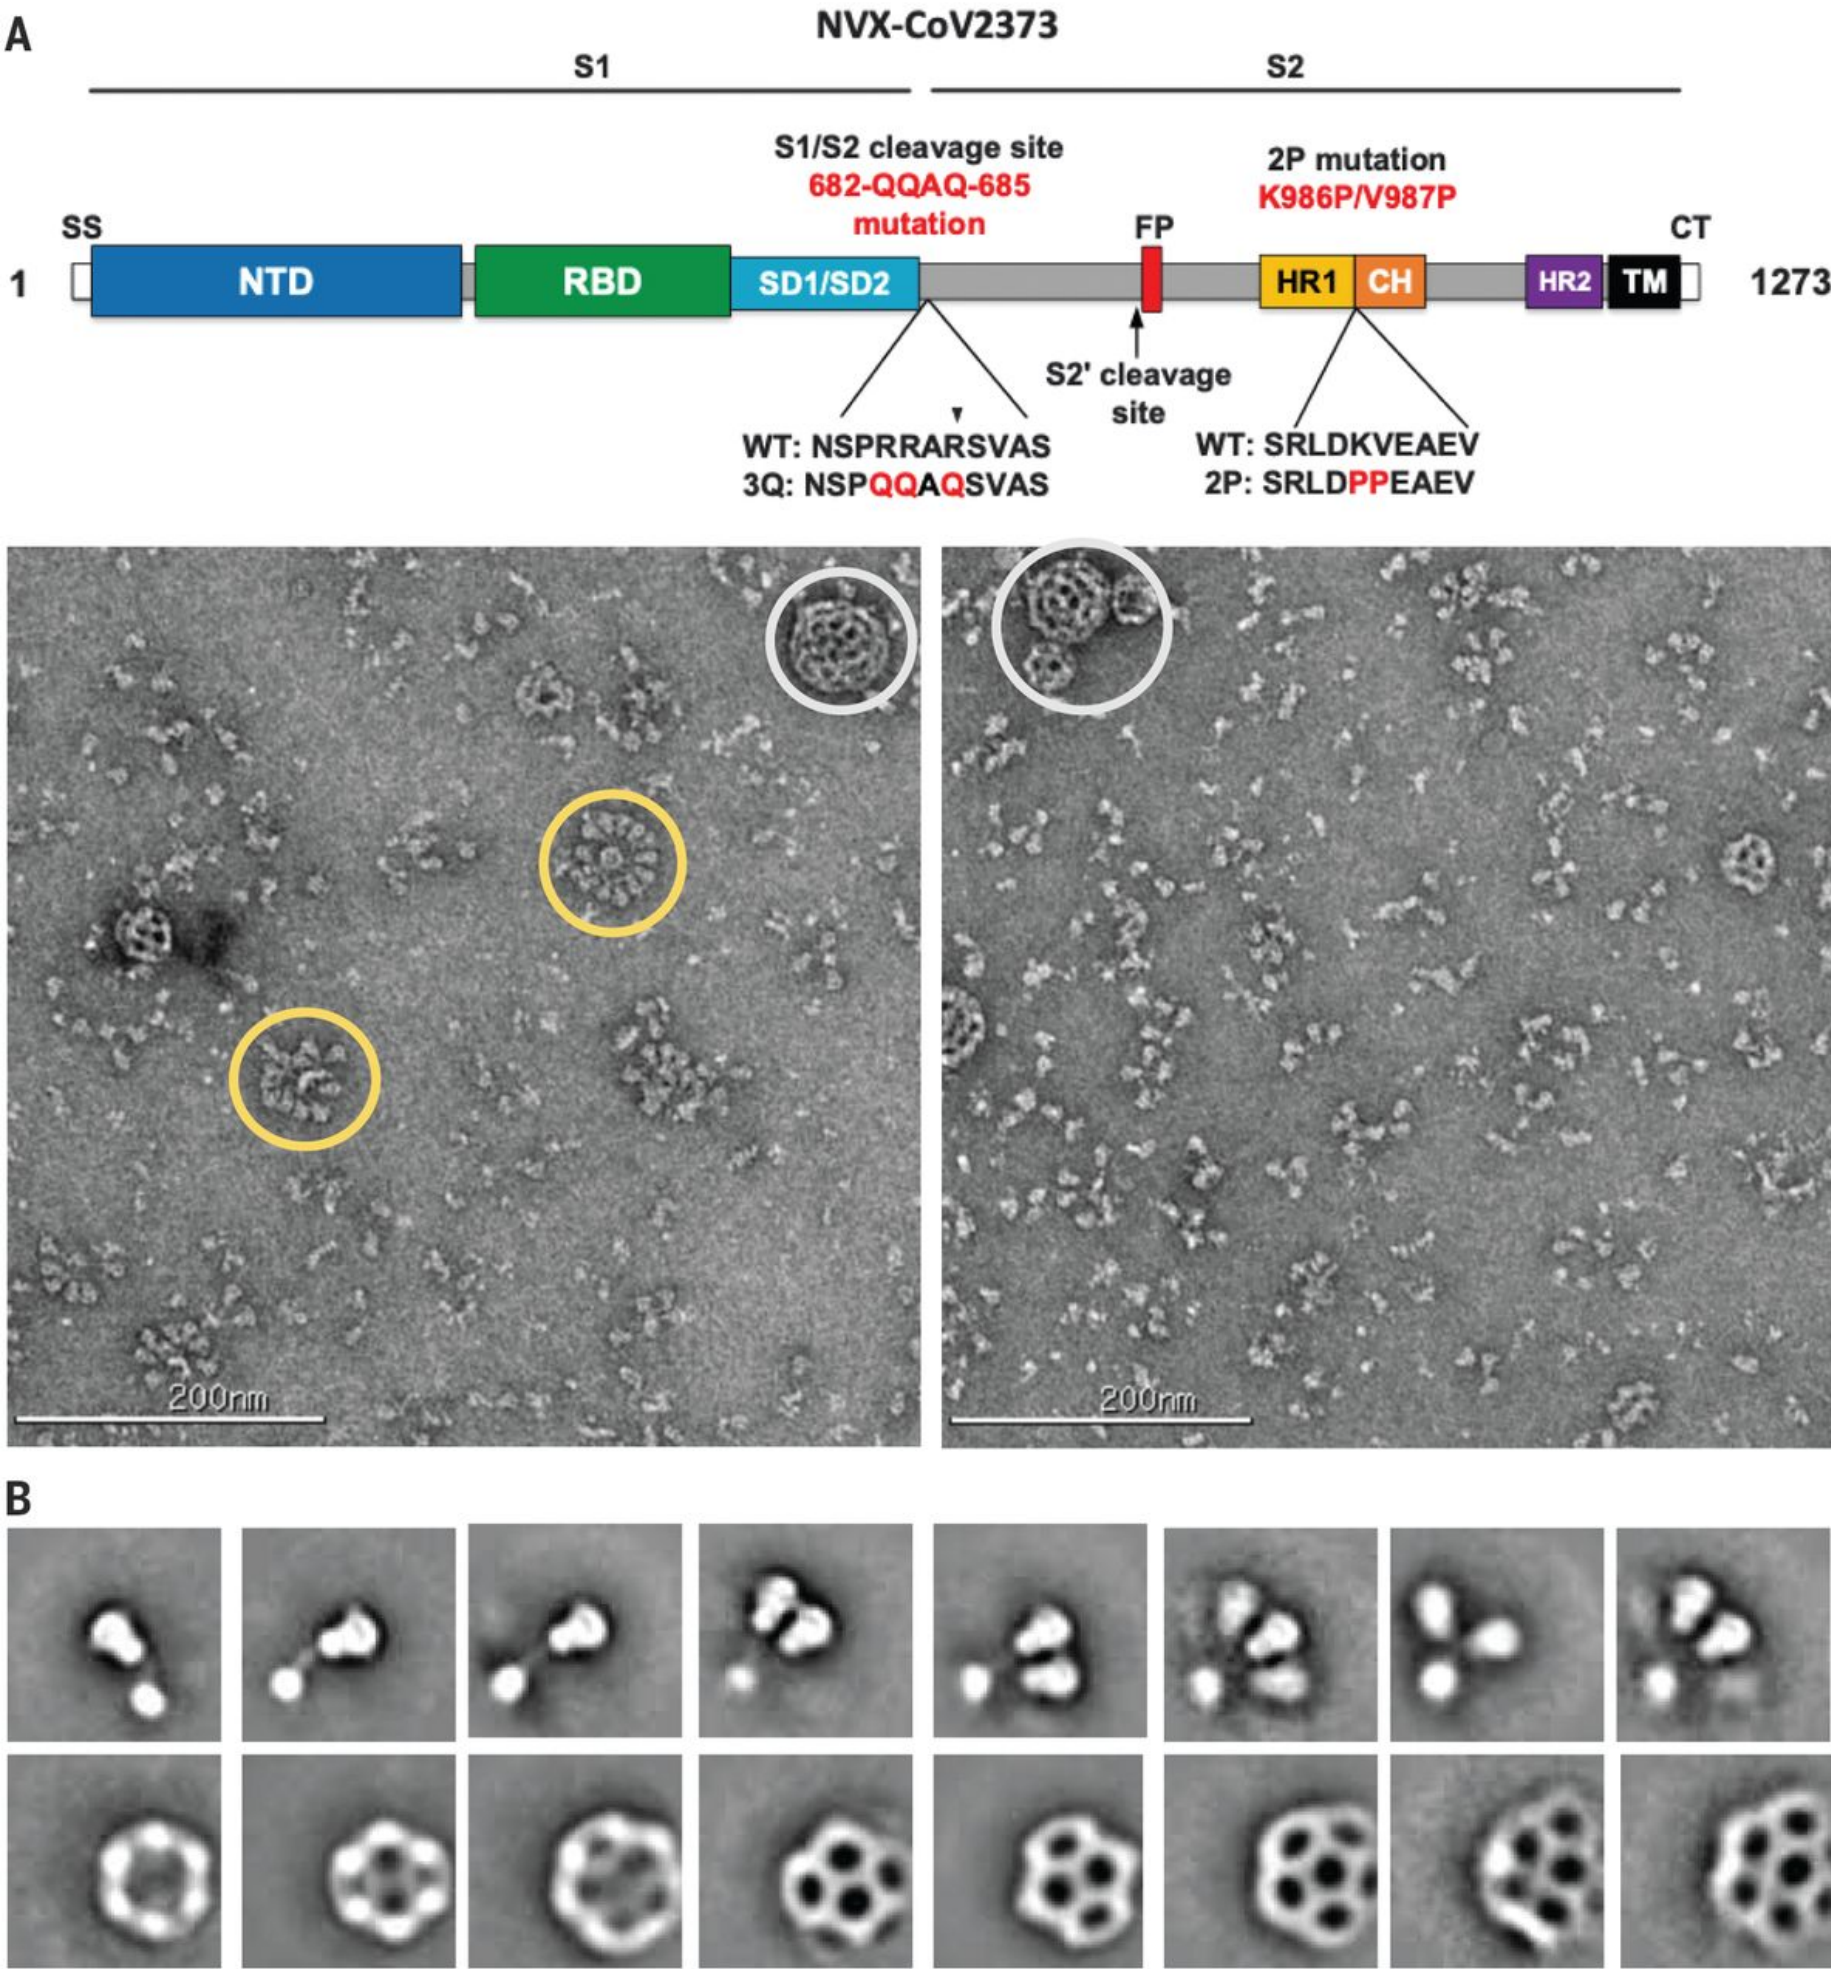 A
NVX-CoV2373
S1
S2
S1/S2 cleavage site
682-QQAQ-685
mutation
2P mutation
K986P/V987P
SS
FP
CT
1
NTD
RBD
SD1/SD2
HR1
CH
HR2
TM
1273
S2' cleavage
site
WT: NSPRRARSVAS
3Q: NSPQQAQSVAS
WT: SRLDKVEAEV
2P: SRLDPPEAEV
200nm
200nm
B